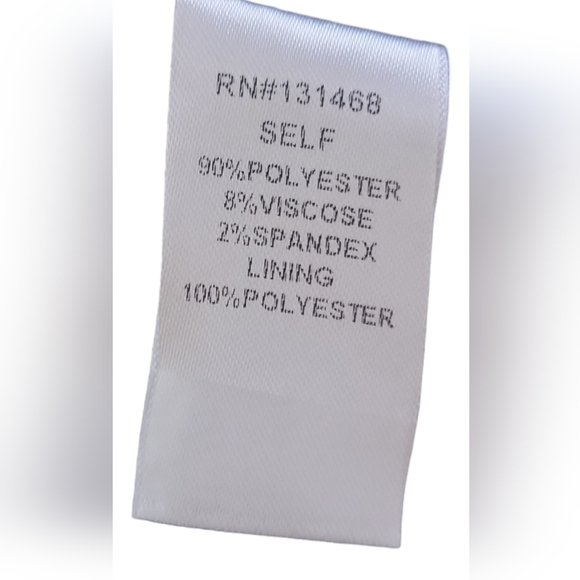 RN#131468
SELF
90%POLYESTER
8%VISCOSE
2%SPANDEX
LINING
100%POLYESTER